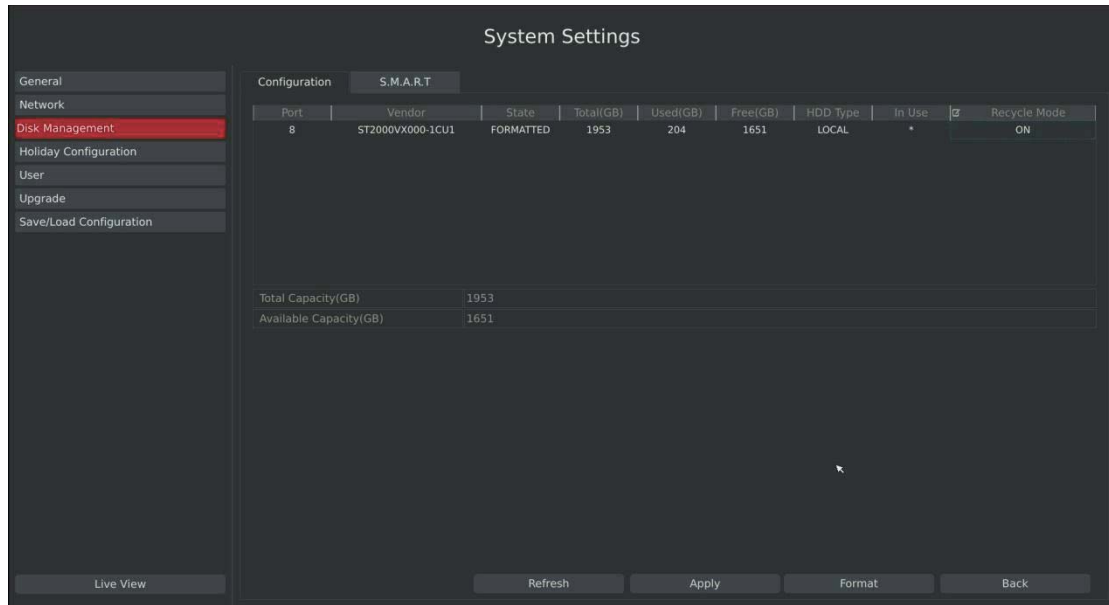 System Settings
General
Network
Disk Management
Holiday Configuration
User
Upgrade
Save/Load Configuration
Live View
Configuration S.M.A.R.T
Port Vendor State Total(GB) Used(GB) Free(GB) HDD Type In Use Recycle Mode
8 ST2000VX000-1CU1 FORMATTED 1953 204 1651 LOCAL * ON
Total Capacity(GB) 1953
Available Capacity(GB) 1651
Refresh Apply Format Back